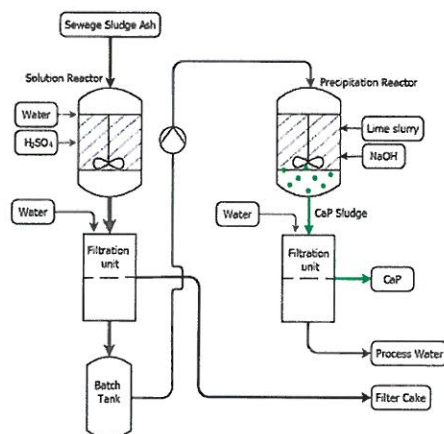 Sewage Sludge Ash
Solution Reactor
Precipitation Reactor
Water
H₂SO₄
Lime slurry
NaOH
Water
Filtration
unit
CaP Sludge
Water
Filtration
unit
CaP
Batch
Tank
Process Water
Filter Cake